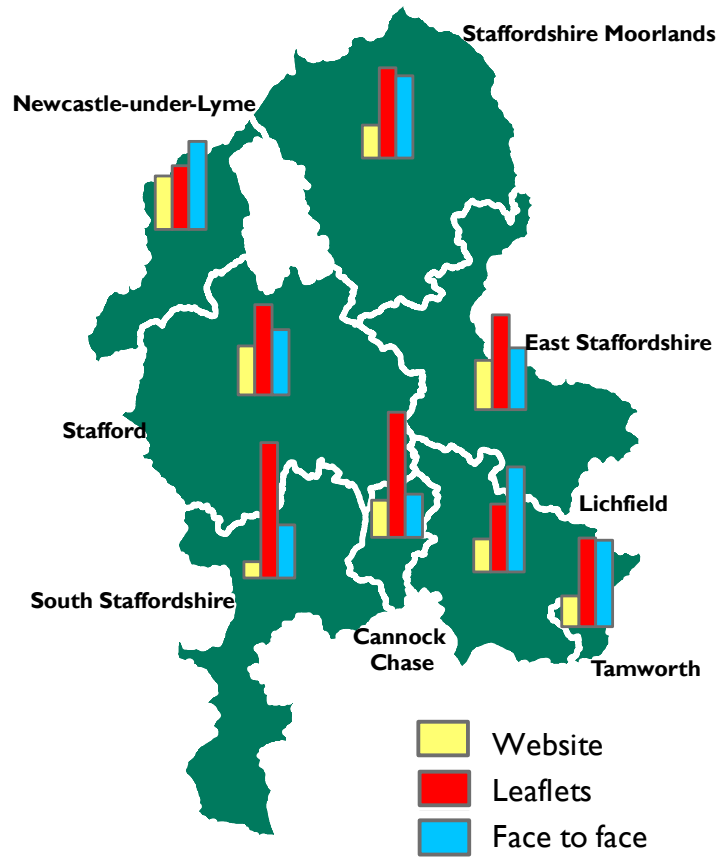 Staffordshire Moorlands
Newcastle-under-Lyme
East Staffordshire
Stafford
Lichfield
South Staffordshire
Cannock
Chase
Tamworth
Website
Leaflets
Face to face